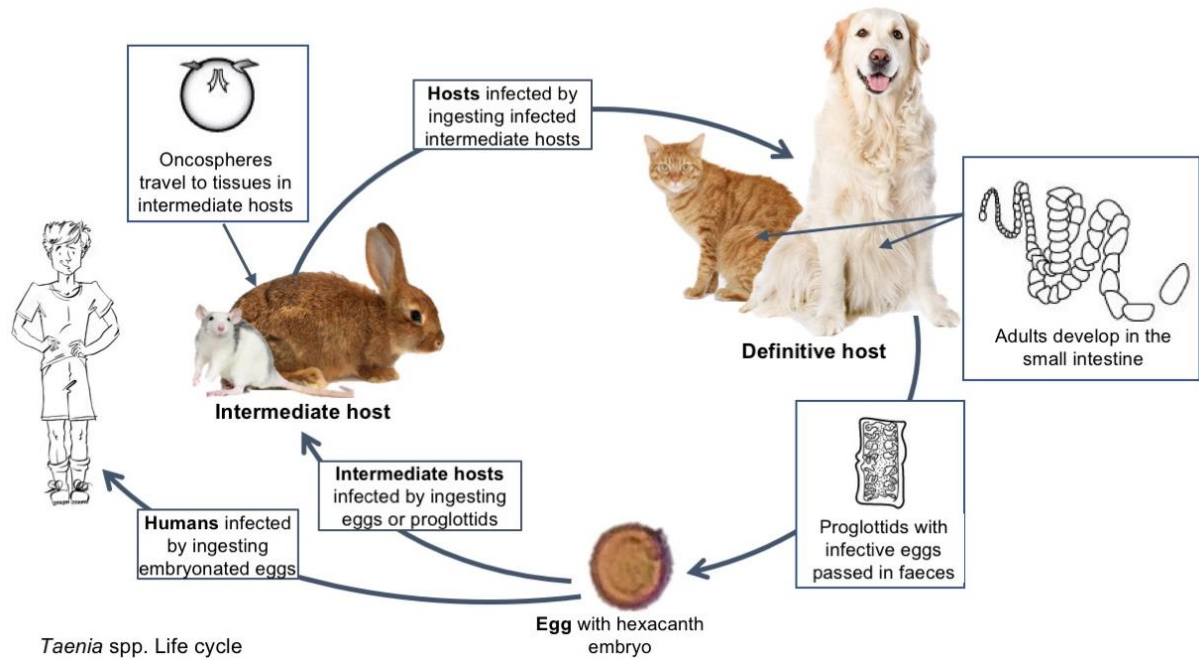 Oncospheres
travel to tissues in
intermediate hosts
Hosts infected by
ingesting infected
intermediate hosts
Adults develop in the
small intestine
Definitive host
Intermediate host
Intermediate hosts
infected by ingesting
eggs or proglottids
Humans infected
by ingesting
embryonated eggs
Proglottids with
infective eggs
passed in faeces
Egg with hexacanth
embryo
Taenia spp. Life cycle